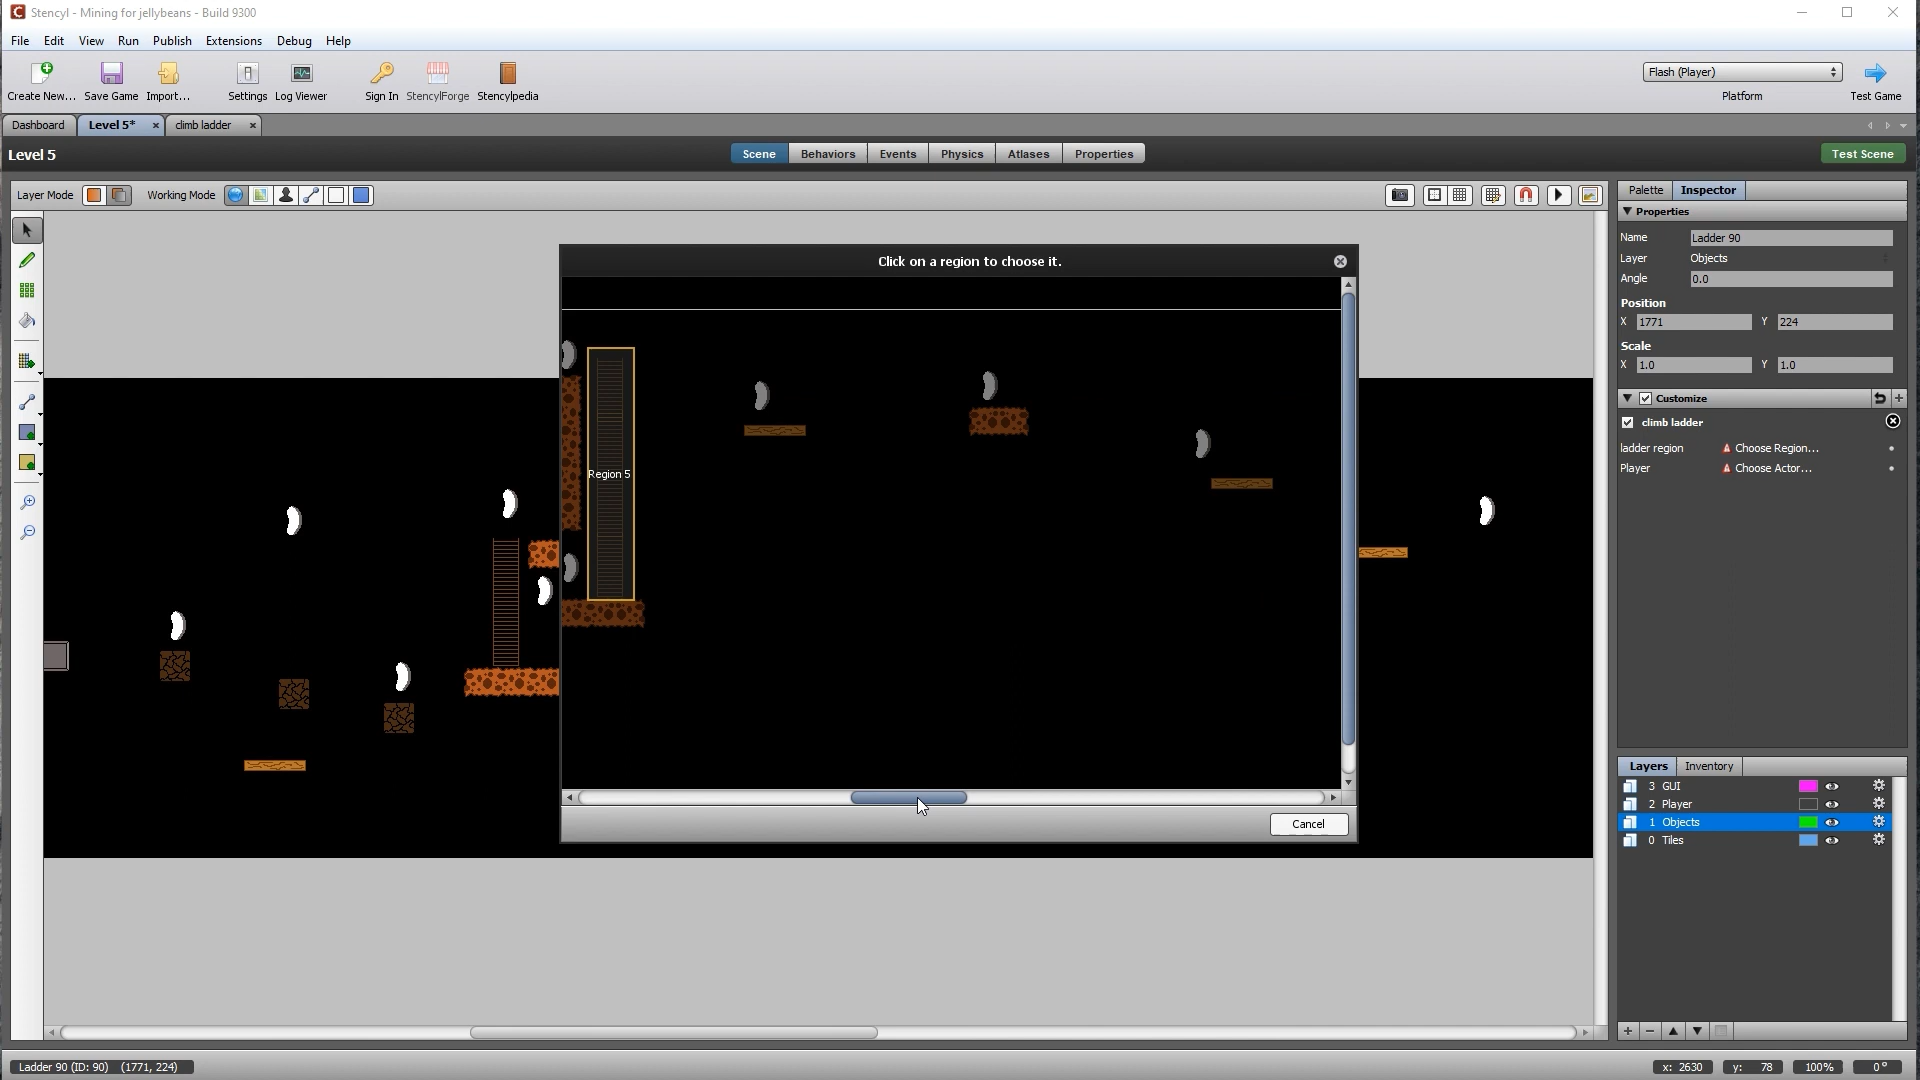 Stencyl - Mining for jellybeans - Build 9300
File Edit View Run Publish Extensions Debug Help
Create New... Save Game Import... Settings Log Viewer Sign In StencylForge Stencylpedia
Flash (Player)
Platform
Test Game
Dashboard Level 5* climb ladder
Level 5
Scene Behaviors Events Physics Atlases Properties
Test Scene
Layer Mode Working Mode
Palette Inspector
Properties
Name Ladder 90
Layer Objects
Angle 0.0
Position
X 1771 Y 224
Scale
X 1.0 Y 1.0
Customize
climb ladder
ladder region Choose Region...
Player Choose Actor...
Click on a region to choose it.
Region 5
Cancel
Layers Inventory
3 GUI
2 Player
1 Objects
0 Tiles
Ladder 90 (ID: 90) (1771, 224)
x: 2630 y: 78 100% 0°